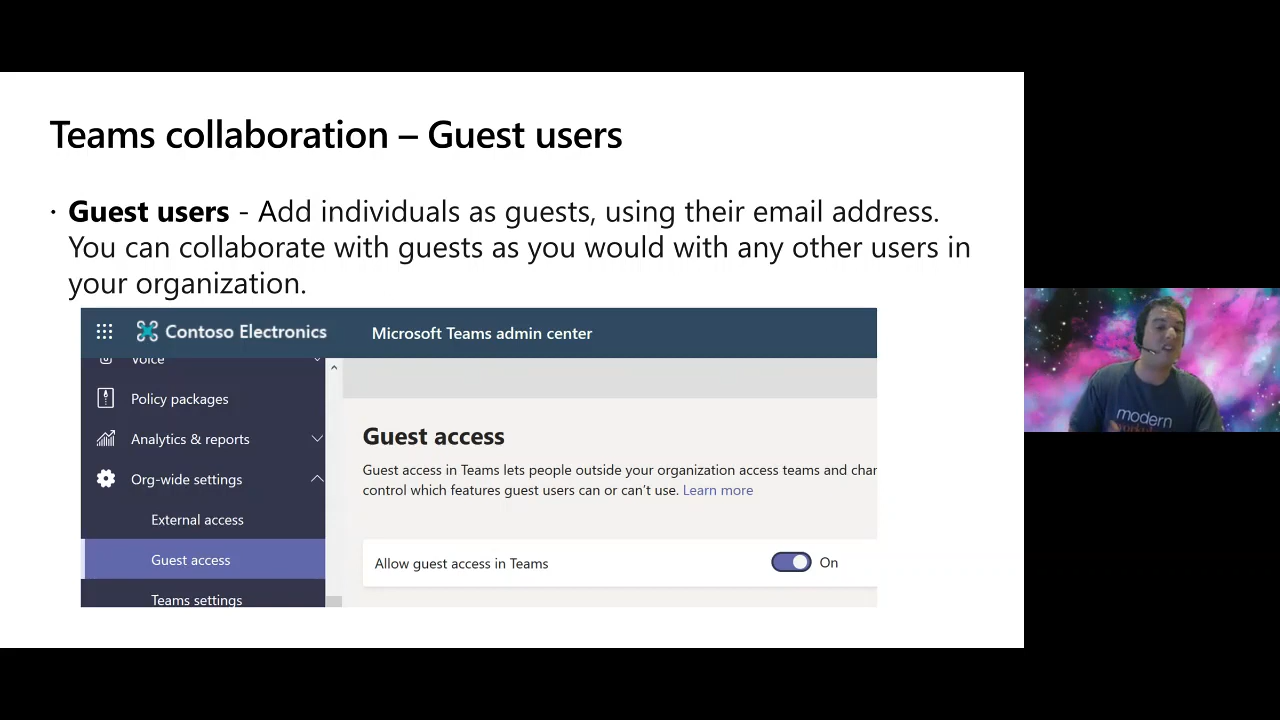 Teams collaboration – Guest users
· Guest users - Add individuals as guests, using their email address.
You can collaborate with guests as you would with any other users in
your organization.
Contoso Electronics
Microsoft Teams admin center
Voice
Policy packages
Analytics & reports
Org-wide settings
External access
Guest access
Teams settings
Guest access
Guest access in Teams lets people outside your organization access teams and char
control which features guest users can or can't use. Learn more
Allow guest access in Teams
On
modern